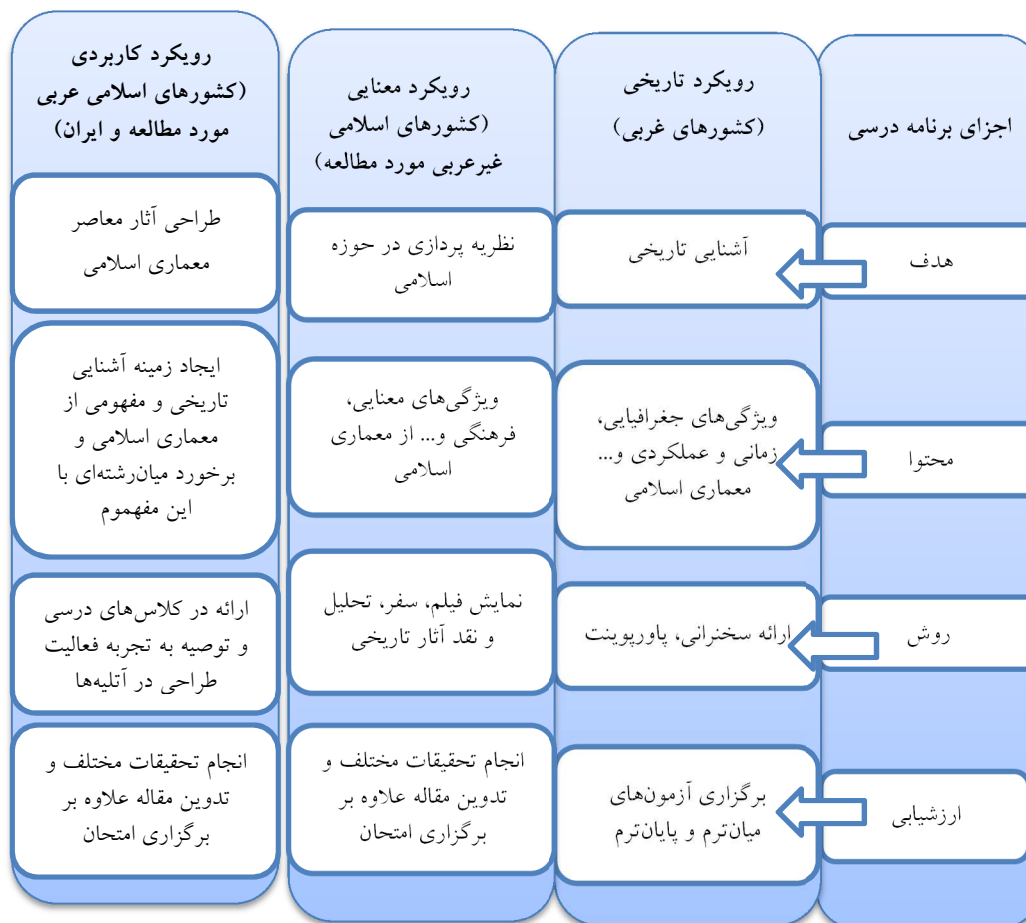 اجزای برنامه درسی
هدف
محتوا
روش
ارزشیابی
رویکرد تاریخی
(کشورهای غربی)
آشنایی تاریخی
ویژگی‌های جغرافیایی،
زمانی و عملکردی و...
معماری اسلامی
ارائه سخنرانی، پاورپوینت
برگزاری آزمون‌های
میان‌ترم و پایان‌ترم
رویکرد معنایی
(کشورهای اسلامی
غیرعربی مورد مطالعه)
نظریه پردازی در حوزه
اسلامی
ویژگی‌های معنایی،
فرهنگی و... از معماری
اسلامی
نمایش فیلم، سفر، تحلیل
و نقد آثار تاریخی
انجام تحقیقات مختلف و
تدوین مقاله علاوه بر
برگزاری امتحان
رویکرد کاربردی
(کشورهای اسلامی عربی
مورد مطالعه و ایران)
طراحی آثار معاصر
معماری اسلامی
ایجاد زمینه آشنایی
تاریخی و مفهومی از
معماری اسلامی و
برخورد میان‌رشته‌ای با
این مفهموم
ارائه در کلاس‌های درسی
و توصیه به تجربه فعالیت
طراحی در آتلیه‌ها
انجام تحقیقات مختلف و
تدوین مقاله علاوه بر
برگزاری امتحان